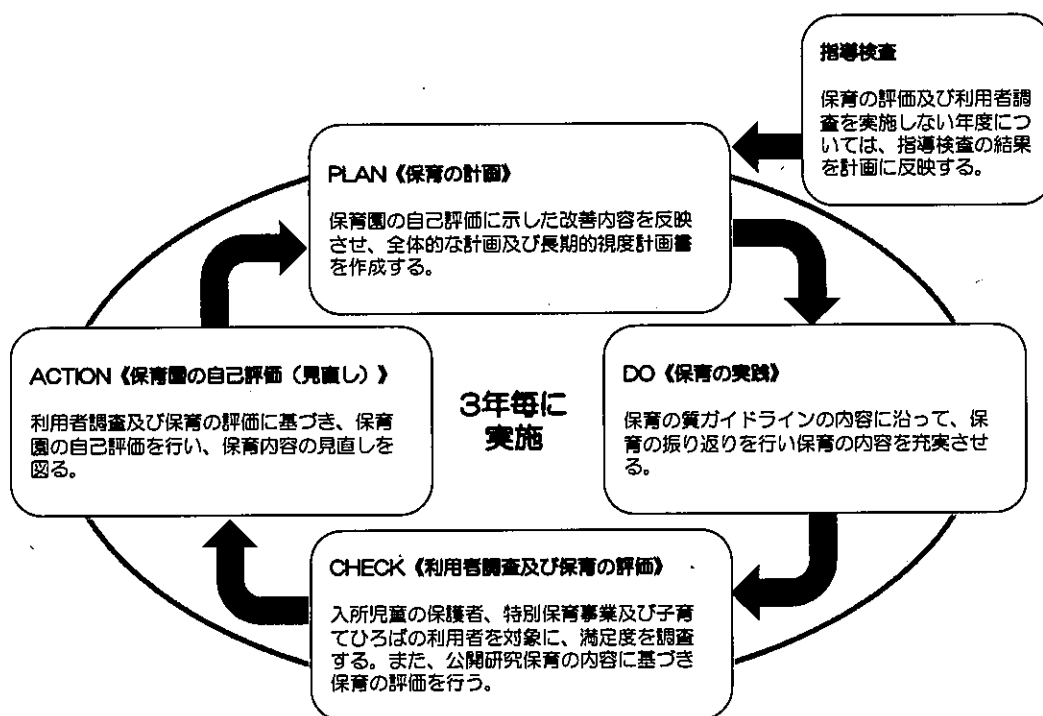 指導検査
保育の評価及び利用者調
査を実施しない年度につ
いては、指導検査の結果
を計画に反映する。
PLAN《保育の計画》
保育園の自己評価に示した改善内容を反映
させ、全体的な計画及び長期的視度計画書
を作成する。
ACTION《保育園の自己評価（見直し）》
利用者調査及び保育の評価に基づき、保育
園の自己評価を行い、保育内容の見直しを
図る。
3年毎に
実施
DO《保育の実践》
保育の質ガイドラインの内容に沿って、保
育の振り返りを行い保育の内容を充実させ
る。
CHECK《利用者調査及び保育の評価》
入所児童の保護者、特別保育事業及び子育
てひろばの利用者を対象に、満足度を調査
する。また、公開研究保育の内容に基づき
保育の評価を行う。